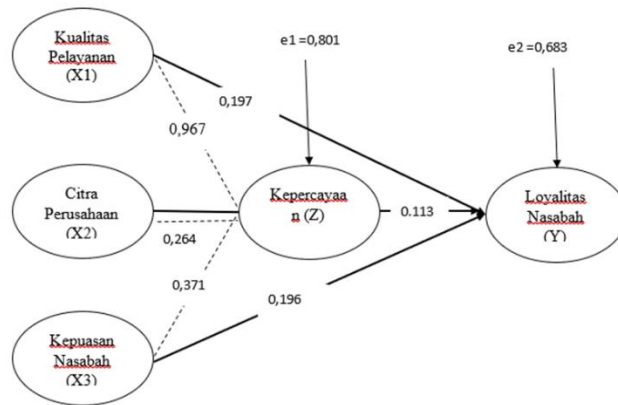 Kualitas
Pelayanan
(X1)
e1 =0,801
e2 =0,683
0,197
0,967
Citra
Perusahaan
(X2)
Kepercayaa
n (Z)
0.113
Loyalitas
Nasabah
(Y)
0,264
0,371
0,196
Kepuasan
Nasabah
(X3)